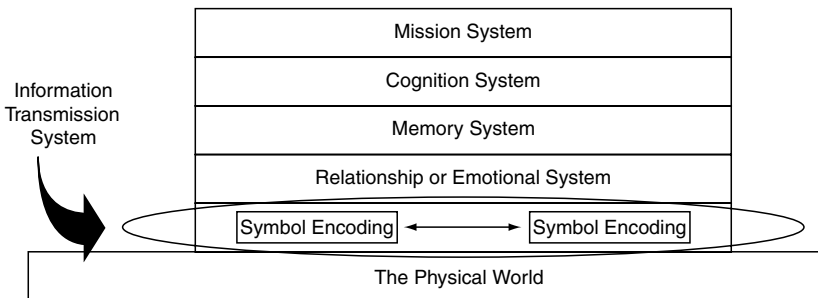 Mission System
Cognition System
Information
Transmission
System
Memory System
Relationship or Emotional System
Symbol Encoding
Symbol Encoding
The Physical World